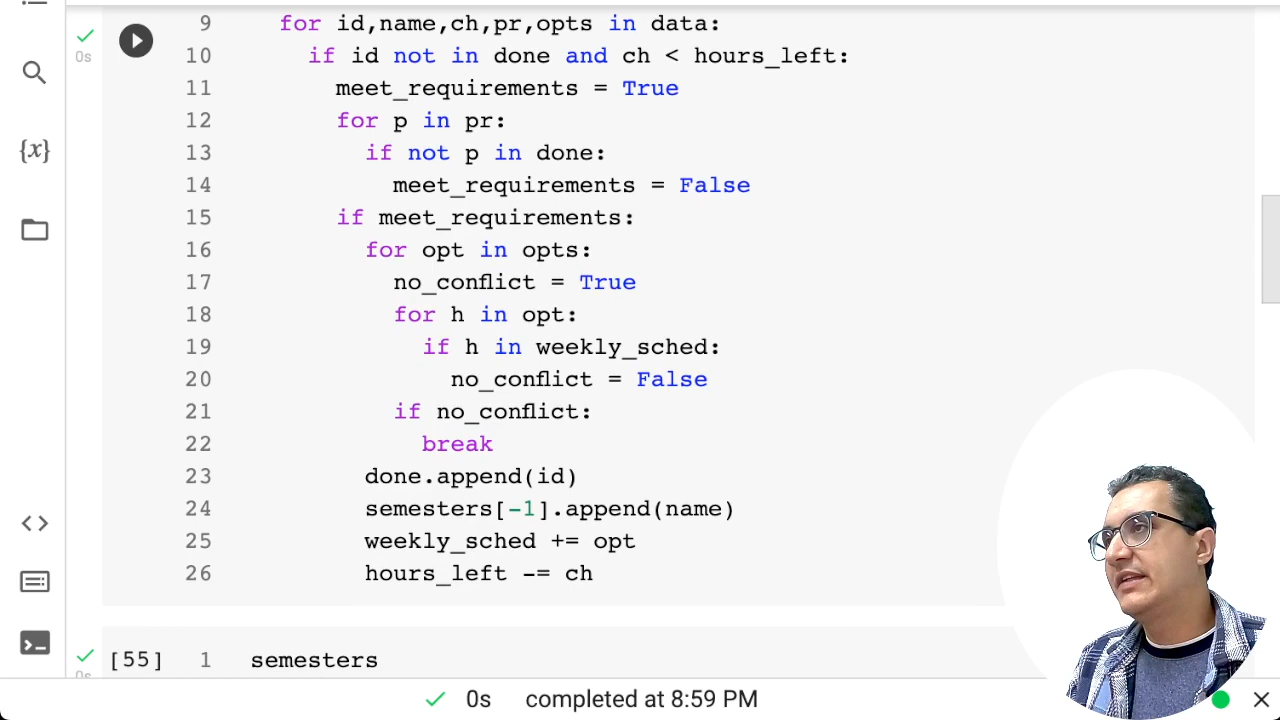 9 for id,name,ch,pr,opts in data:
0s
10 if id not in done and ch < hours_left:
11 meet_requirements = True
12 for p in pr:
{x}
13 if not p in done:
14 meet_requirements = False
15 if meet_requirements:
16 for opt in opts:
17 no_conflict = True
18 for h in opt:
19 if h in weekly_sched:
20 no_conflict = False
21 if no_conflict:
22 break
23 done.append(id)
24 semesters[-1].append(name)
25 weekly_sched += opt
26 hours_left -= ch
[55] 1 semesters
0s
0s completed at 8:59 PM